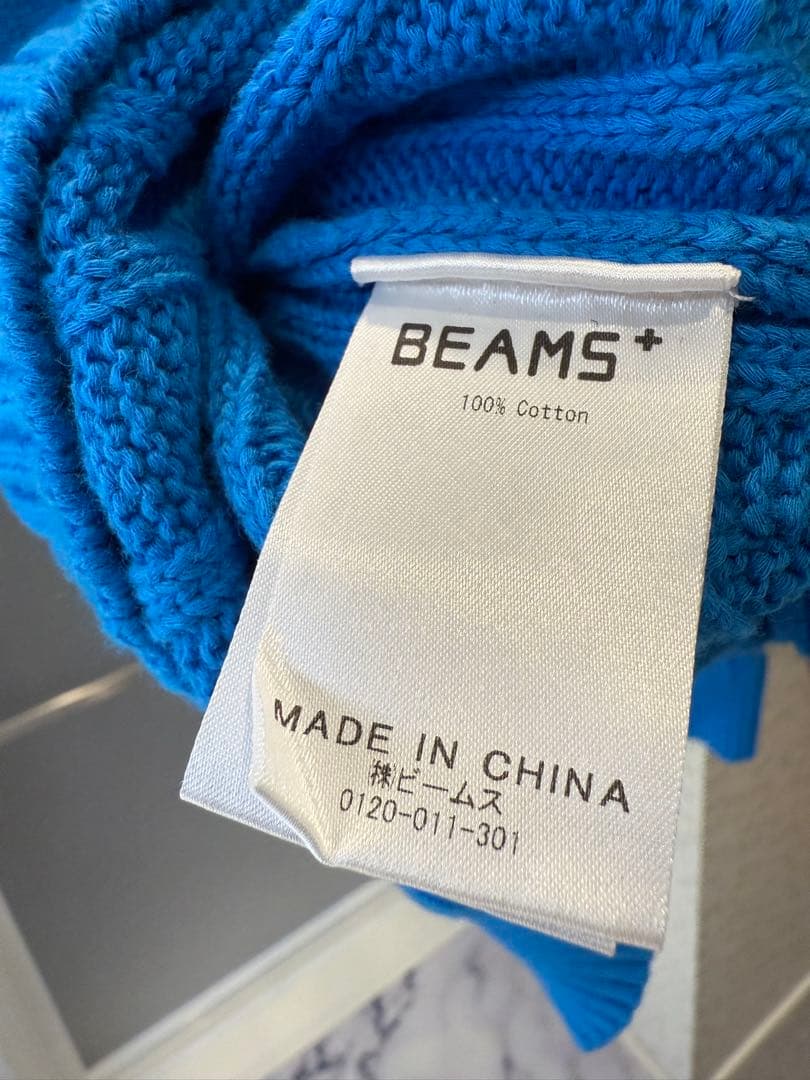 BEAMS+
100% Cotton
MADE IN CHINA
㈱ビームス
0120-011-301